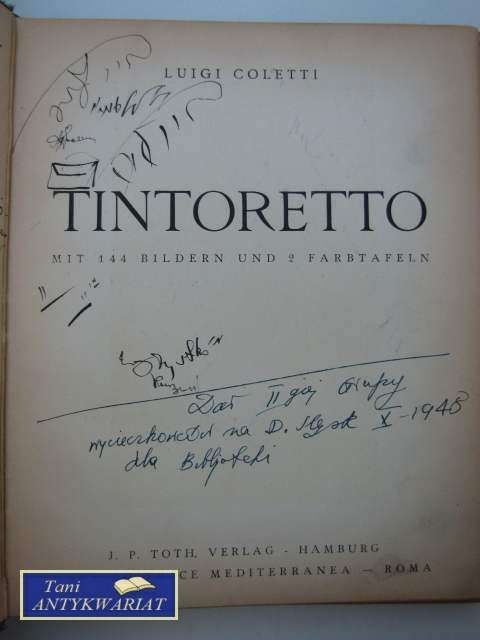 LUIGI COLETTI
TINTORETTO
MIT 144 BILDERN UND 2 FARBTAFELN
Dar II giej Grupy
na D. Śląsk X-1948
dla Bibljoteki
J. P. TOTH, VERLAG - HAMBURG
MEDITERRANEA — ROMA
Tani
ANTYKWARIAT